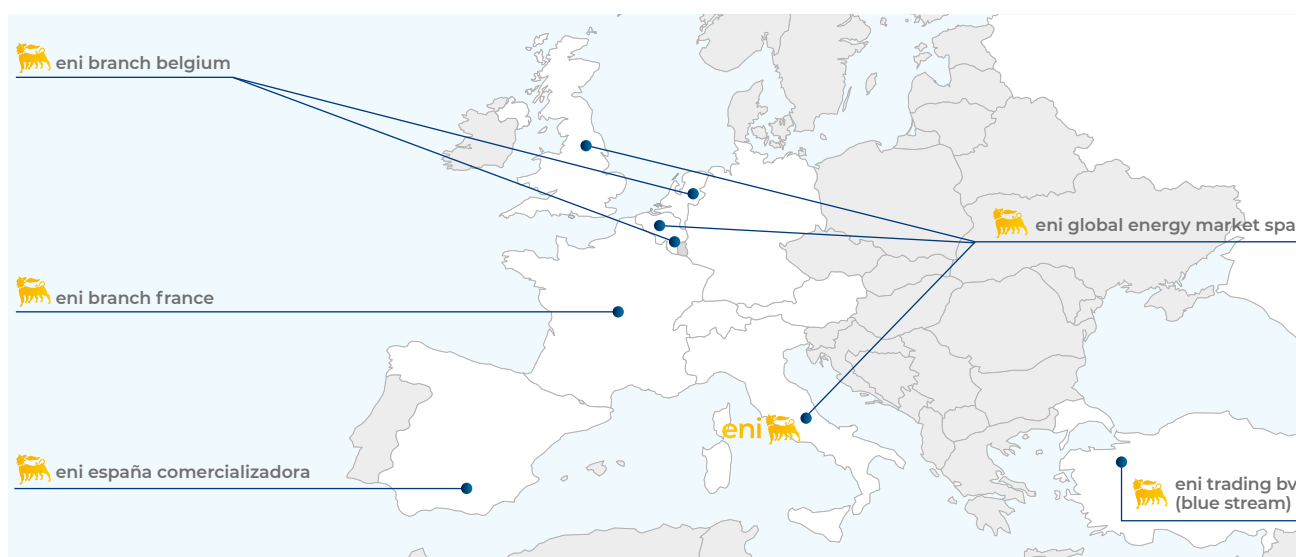 eni branch belgium
eni global energy market spa
eni branch france
eni
eni españa comercializadora
eni trading bv
(blue stream)